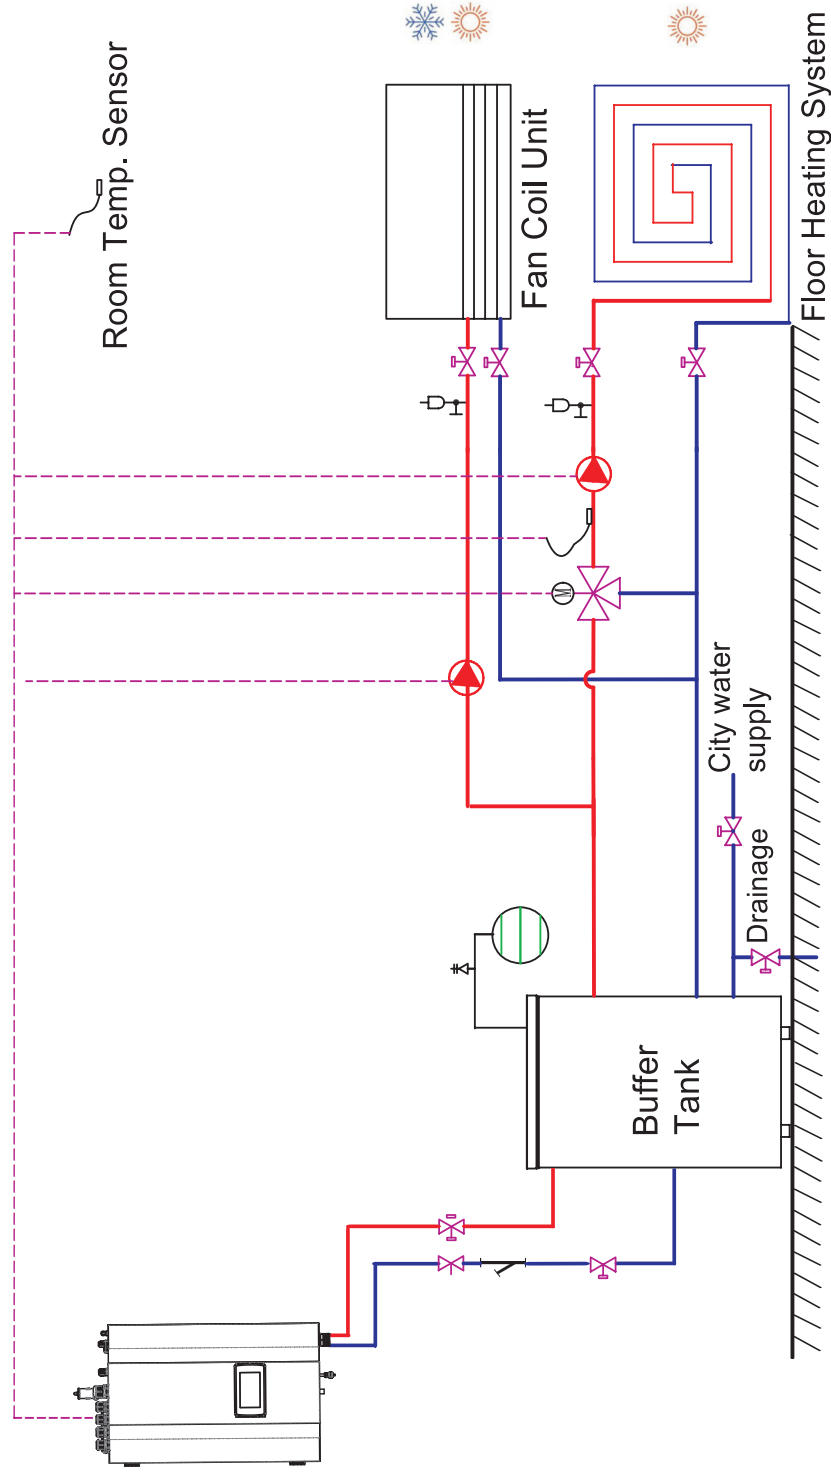 Room Temp. Sensor
Fan Coil Unit
Floor Heating System
M
City water
supply
Drainage
Buffer
Tank